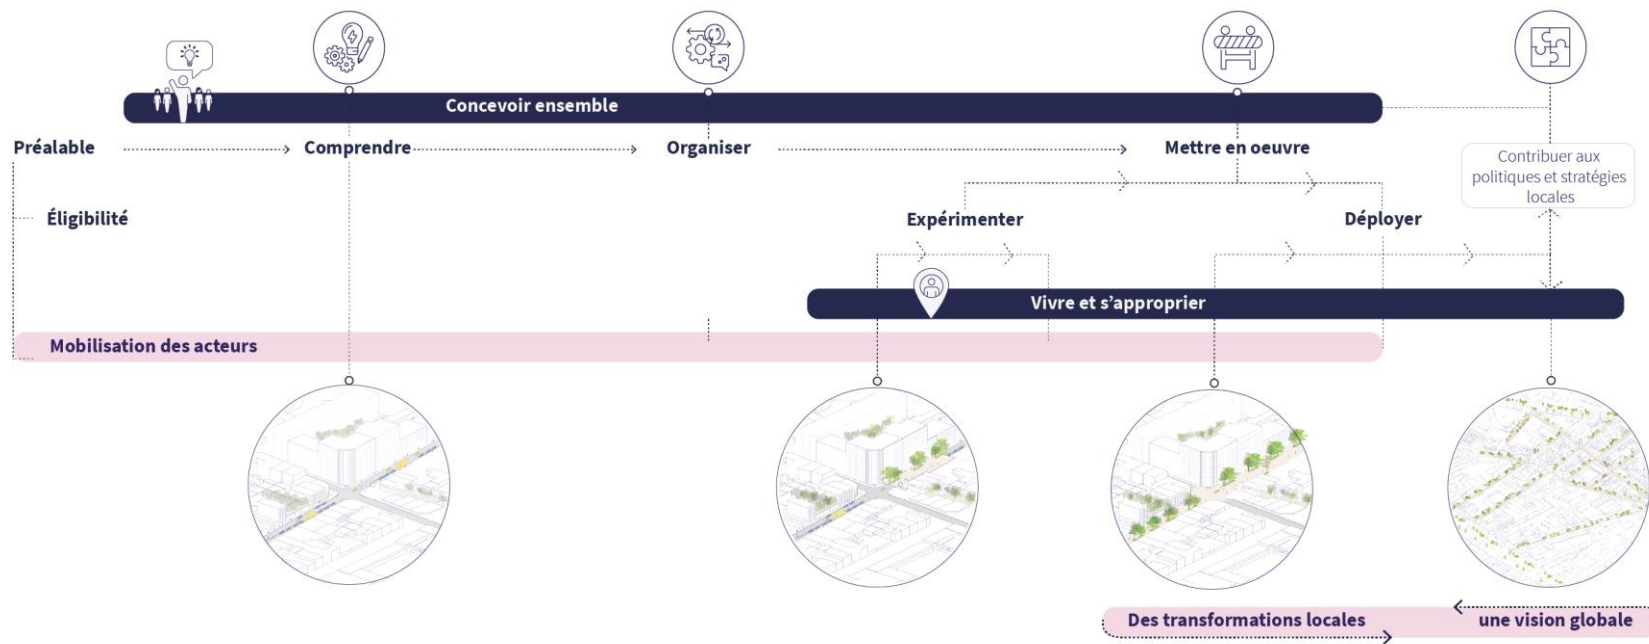 Concevoir ensemble
Préalable
Comprendre
Organiser
Mettre en oeuvre
Contribuer aux
politiques et stratégies
locales
Éligibilité
Expérimenter
Déployer
Vivre et s'approprier
Mobilisation des acteurs
Des transformations locales
une vision globale